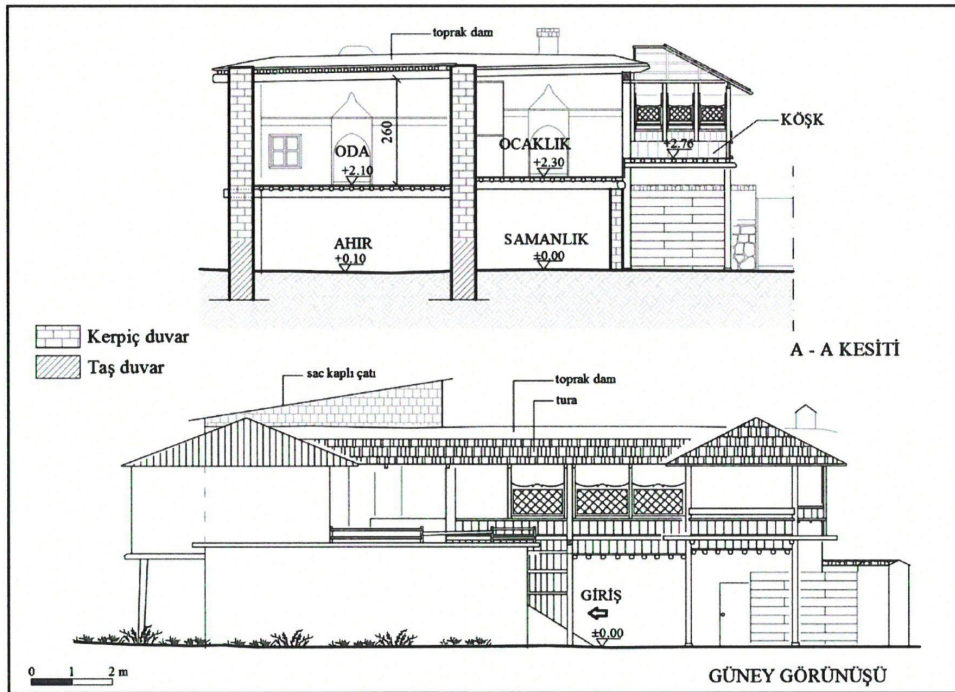 toprak dam
KÖŞK
260
ODA
+2.10
OCAKLIK
+2.30
+2.76
AHIR
+0.10
SAMANLIK
±0.00
Kerpiç duvar
Taş duvar
A - A KESİTİ
sac kaplı çatı
toprak dam
tura
GİRİŞ
±0.00
0 1 2 m
GÜNEY GÖRÜNÜŞÜ